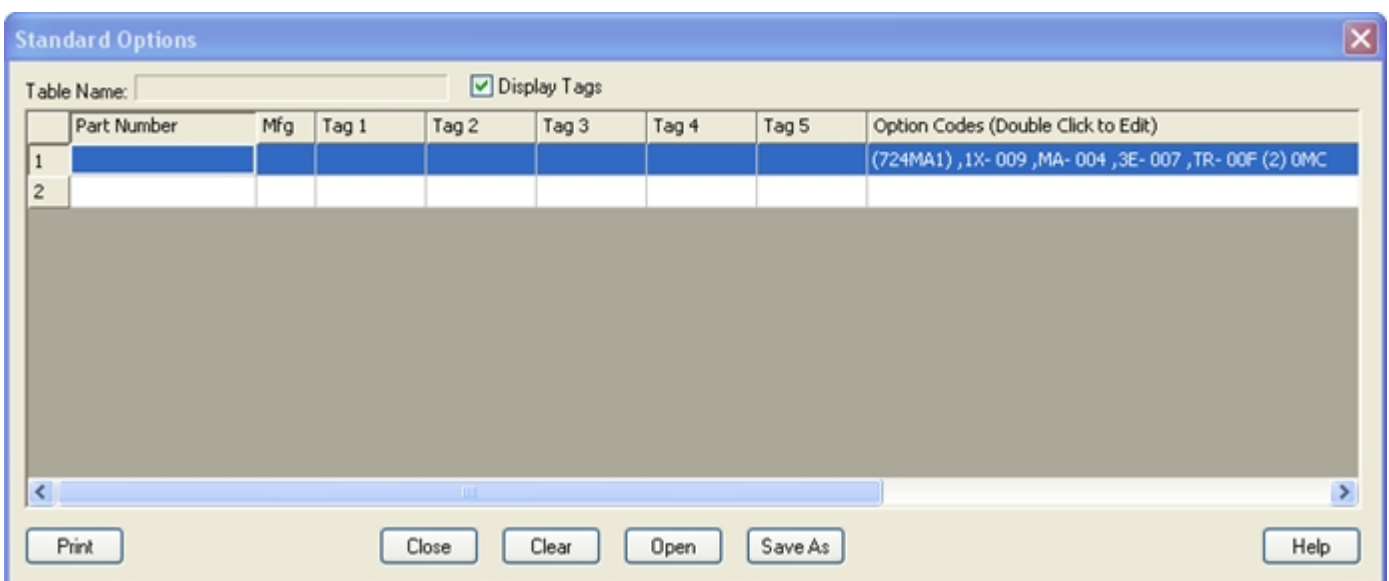 Standard Options
Table Name: Display Tags
Part Number Mfg Tag 1 Tag 2 Tag 3 Tag 4 Tag 5 Option Codes (Double Click to Edit)
1 (724MA1) ,1X- 009 ,MA- 004 ,3E- 007 ,TR- 00F (2) 0MC
2
Print Close Clear Open Save As Help